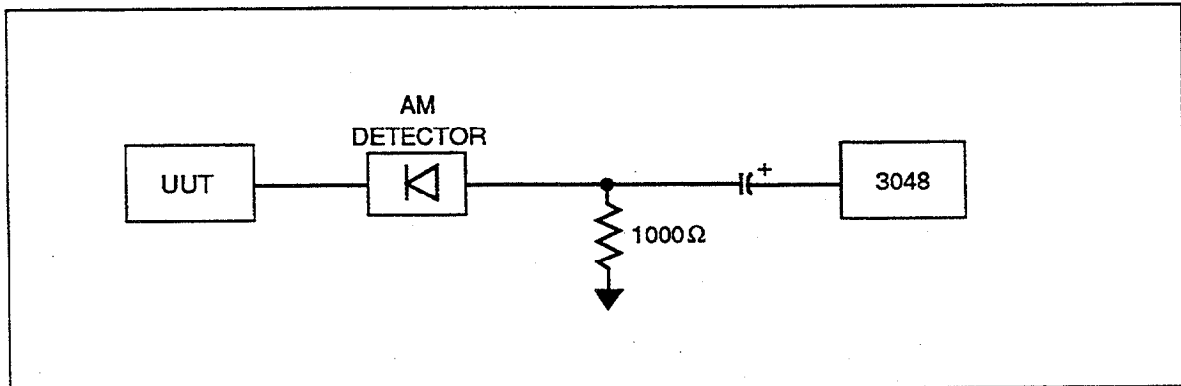 AM
DETECTOR
UUT
+
3048
1000Ω